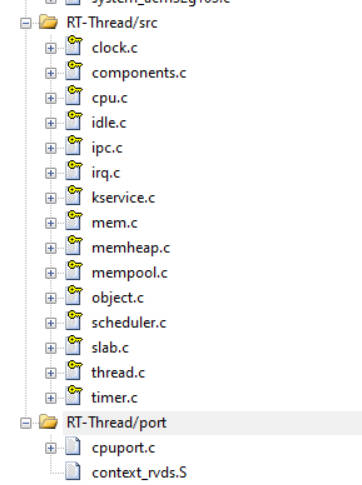 RT-Thread/src
clock.c
components.c
cpu.c
idle.c
ipc.c
irq.c
kservice.c
mem.c
memheap.c
mempool.c
object.c
scheduler.c
slab.c
thread.c
timer.c
RT-Thread/port
cpuport.c
context_rvds.S